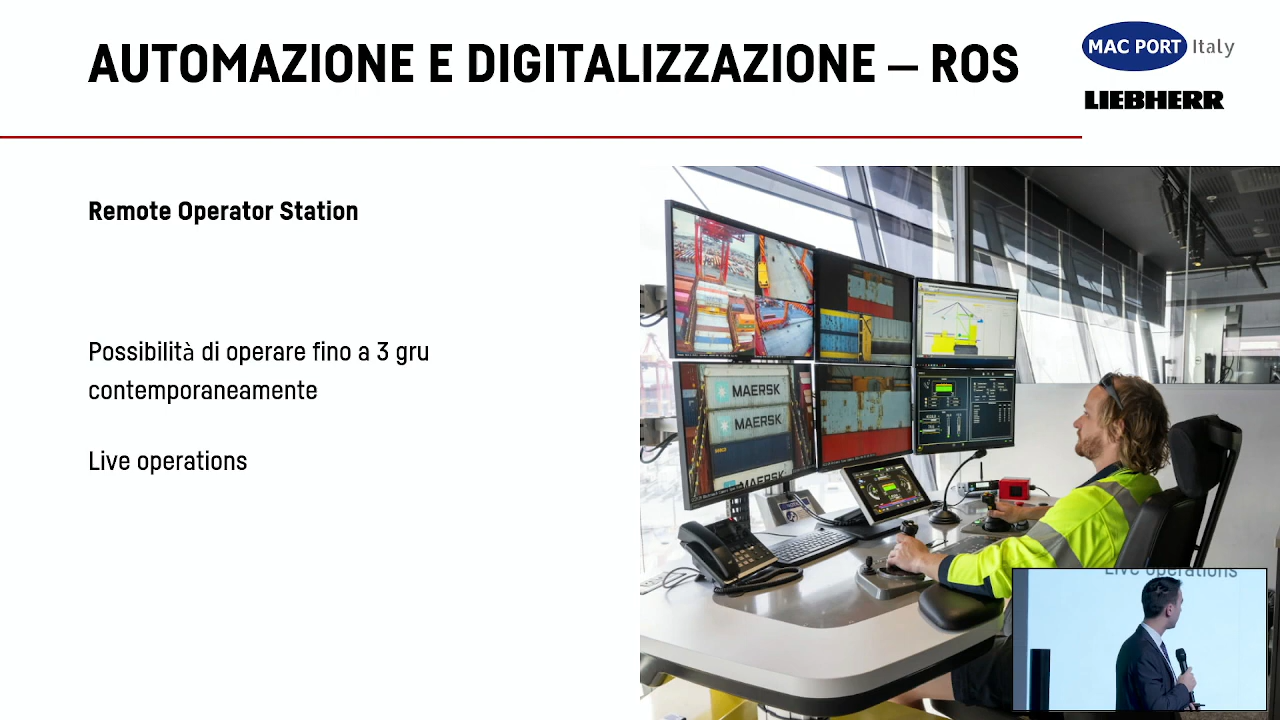 AUTOMAZIONE E DIGITALIZZAZIONE – ROS
MAC PORT Italy
LIEBHERR
Remote Operator Station
Possibilità di operare fino a 3 gru
contemporaneamente
Live operations
MAERSK
MAERSK
MAERSK
Live operations